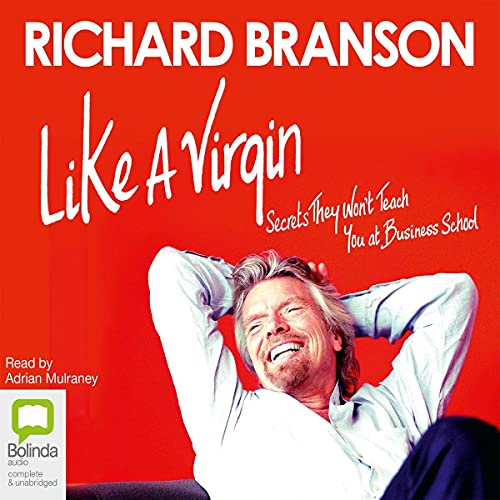 RICHARD BRANSON
Like A Virgin
Secrets They Won't Teach
You at Business School
Read by
Adrian Mulraney
Bolinda
audio
complete
& unabridged